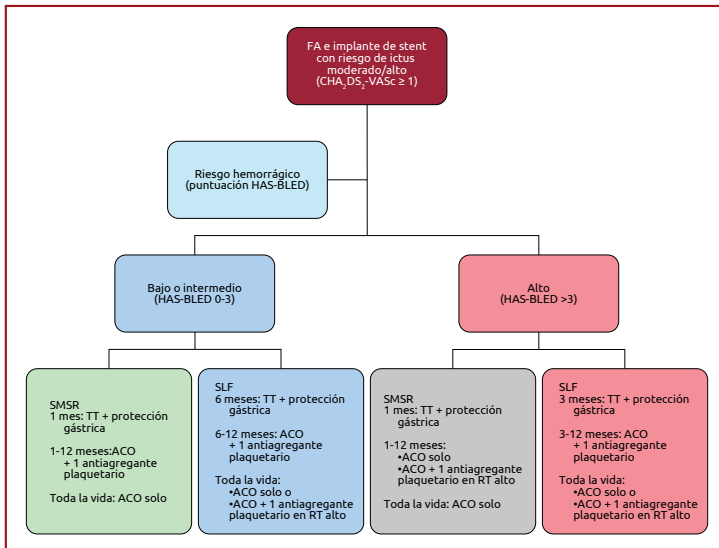 FA e implante de stent
con riesgo de ictus
moderado/alto
(CHA₂DS₂-VASc ≥ 1)
Riesgo hemorrágico
(puntuación HAS-BLED)
Bajo o intermedio
(HAS-BLED 0-3)
Alto
(HAS-BLED >3)
SMSR
1 mes: TT + protección
gástrica
1-12 meses:ACO
+ 1 antiagregante
plaquetario
Toda la vida: ACO solo
SLF
6 meses: TT + protección
gástrica
6-12 meses: ACO
+ 1 antiagregante
plaquetario
Toda la vida:
•ACO solo o
•ACO + 1 antiagregante
plaquetario en RT alto
SMSR
1 mes: TT + protección
gástrica
1-12 meses:
•ACO solo
•ACO + 1 antiagregante
plaquetario en RT alto
Toda la vida: ACO solo
SLF
3 meses: TT + protección
gástrica
3-12 meses: ACO
+ 1 antiagregante
plaquetario
Toda la vida:
•ACO solo o
•ACO + 1 antiagregante
plaquetario en RT alto